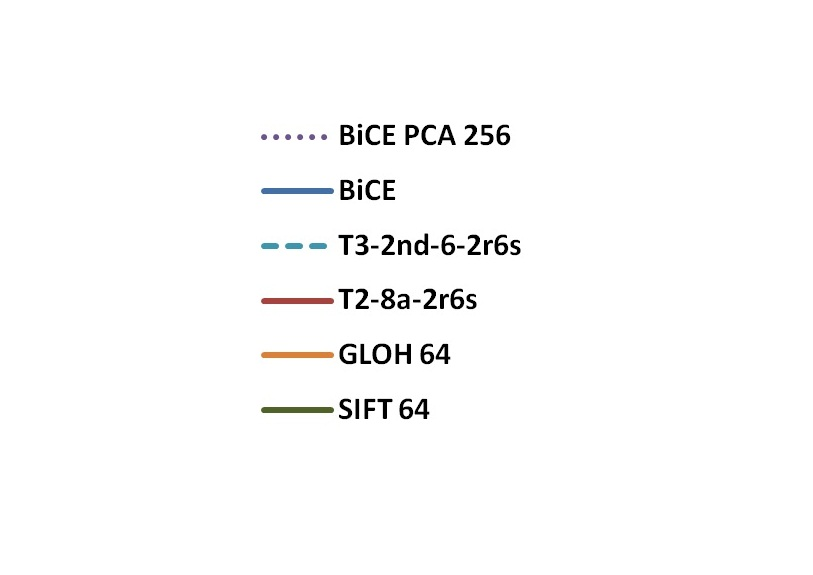 BiCE PCA 256
BiCE
T3-2nd-6-2r6s
T2-8a-2r6s
GLOH 64
SIFT 64